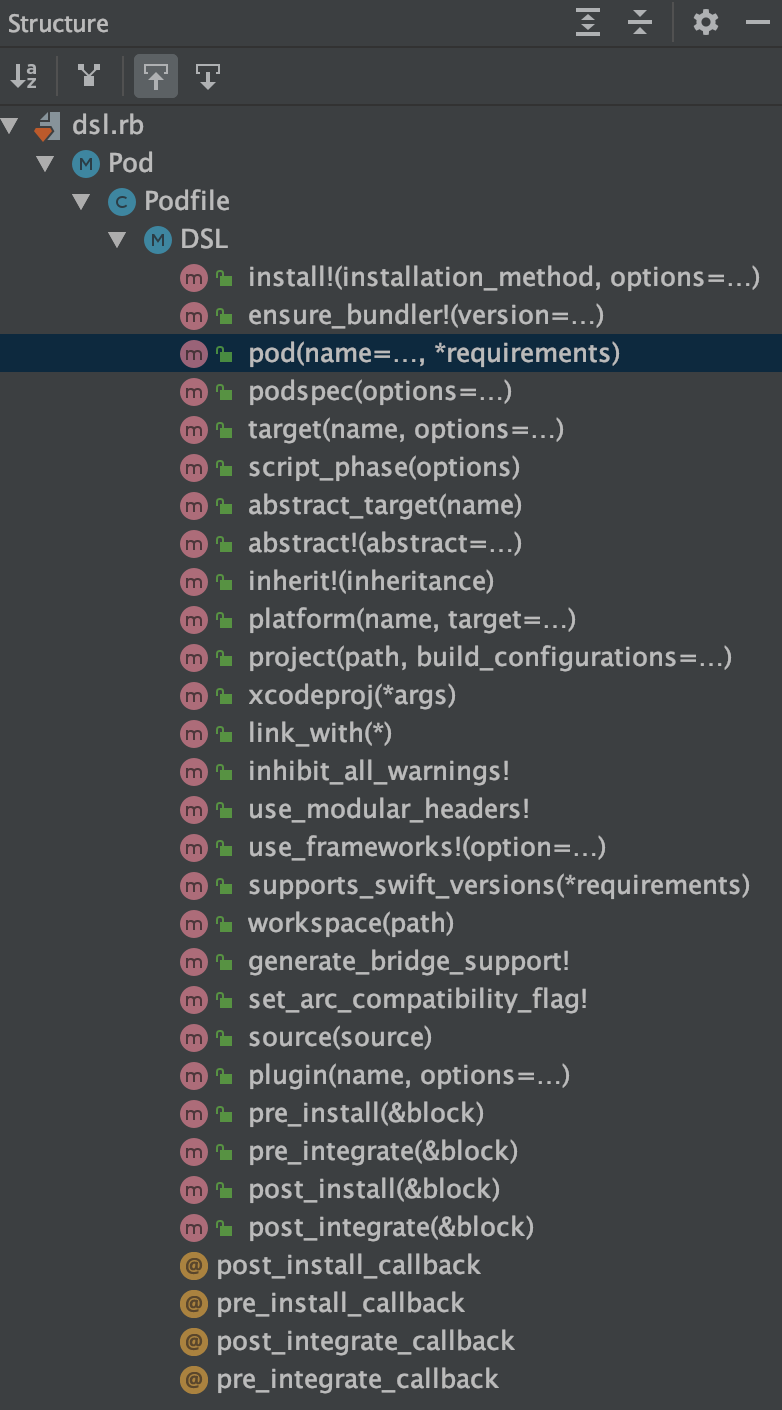 Structure
dsl.rb
Pod
Podfile
DSL
install!(installation_method, options=...)
ensure_bundler!(version=...)
pod(name=..., *requirements)
podspec(options=...)
target(name, options=...)
script_phase(options)
abstract_target(name)
abstract!(abstract=...)
inherit!(inheritance)
platform(name, target=...)
project(path, build_configurations=...)
xcodeproj(*args)
link_with(*)
inhibit_all_warnings!
use_modular_headers!
use_frameworks!(option=...)
supports_swift_versions(*requirements)
workspace(path)
generate_bridge_support!
set_arc_compatibility_flag!
source(source)
plugin(name, options=...)
pre_install(&block)
pre_integrate(&block)
post_install(&block)
post_integrate(&block)
post_install_callback
pre_install_callback
post_integrate_callback
pre_integrate_callback